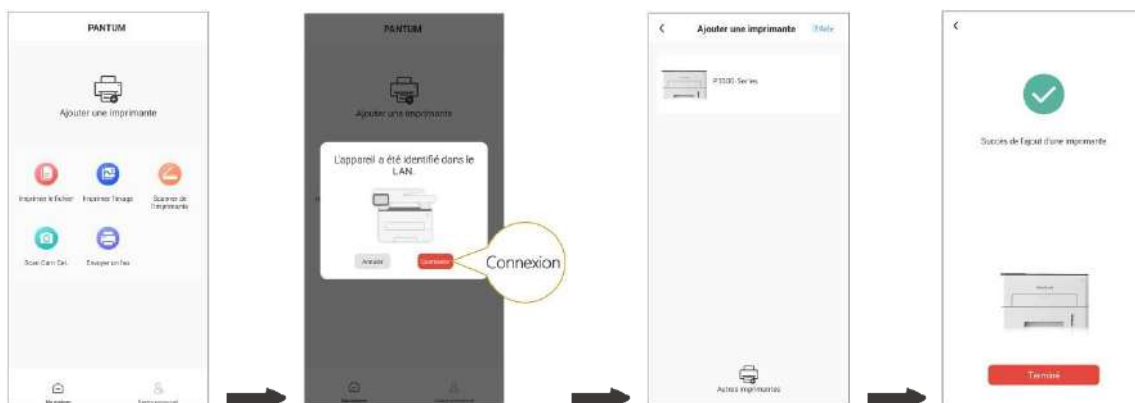 PANTUM
Ajouter une imprimante
Imprimer le fichier
Imprimer l'image
Scanner de
l'imprimante
Envoyer un fax
PANTUM
Ajouter une imprimante
L'appareil a été identifié dans le
LAN.
Annuler
Connexion
Connexion
Ajouter une imprimante
P3300-Series
Autres imprimantes
Succès de l'ajout d'une imprimante
Terminé